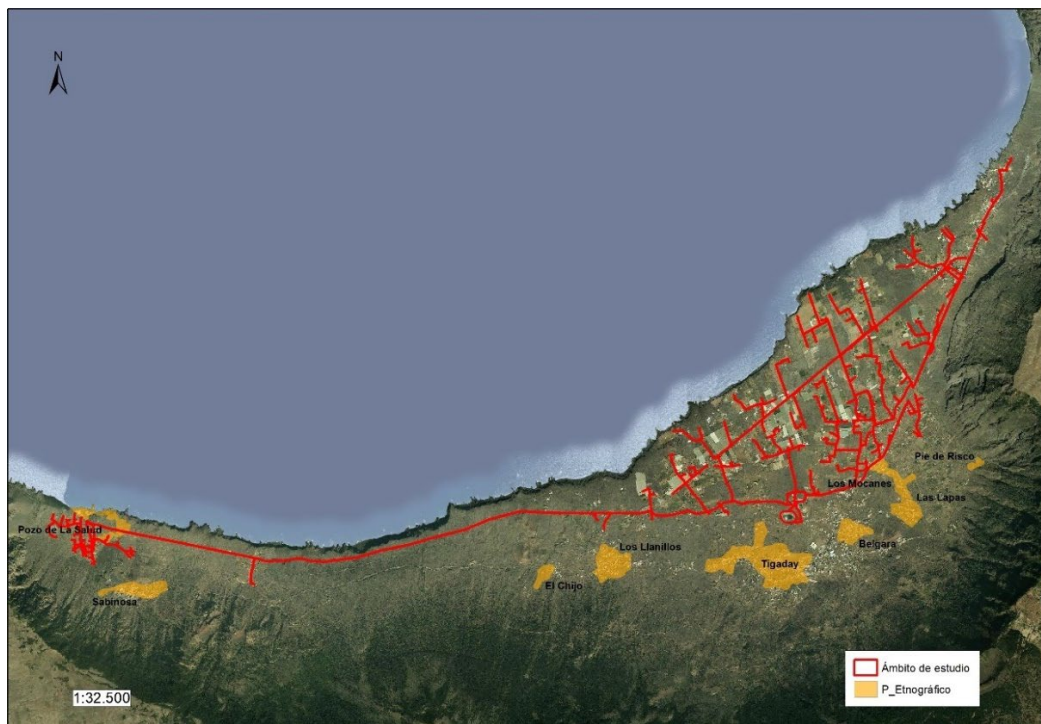 N
Pie de Risco
Los Mocanes
Las Lapas
Pozo de La Salud
Belgara
Los Llanillos
Tigaday
El Chijo
Sabinosa
Ámbito de estudio
P_Etnográfico
1:32.500